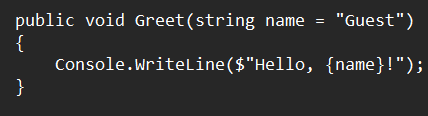 public void Greet(string name = "Guest")
{
    Console.WriteLine($"Hello, {name}!");
}